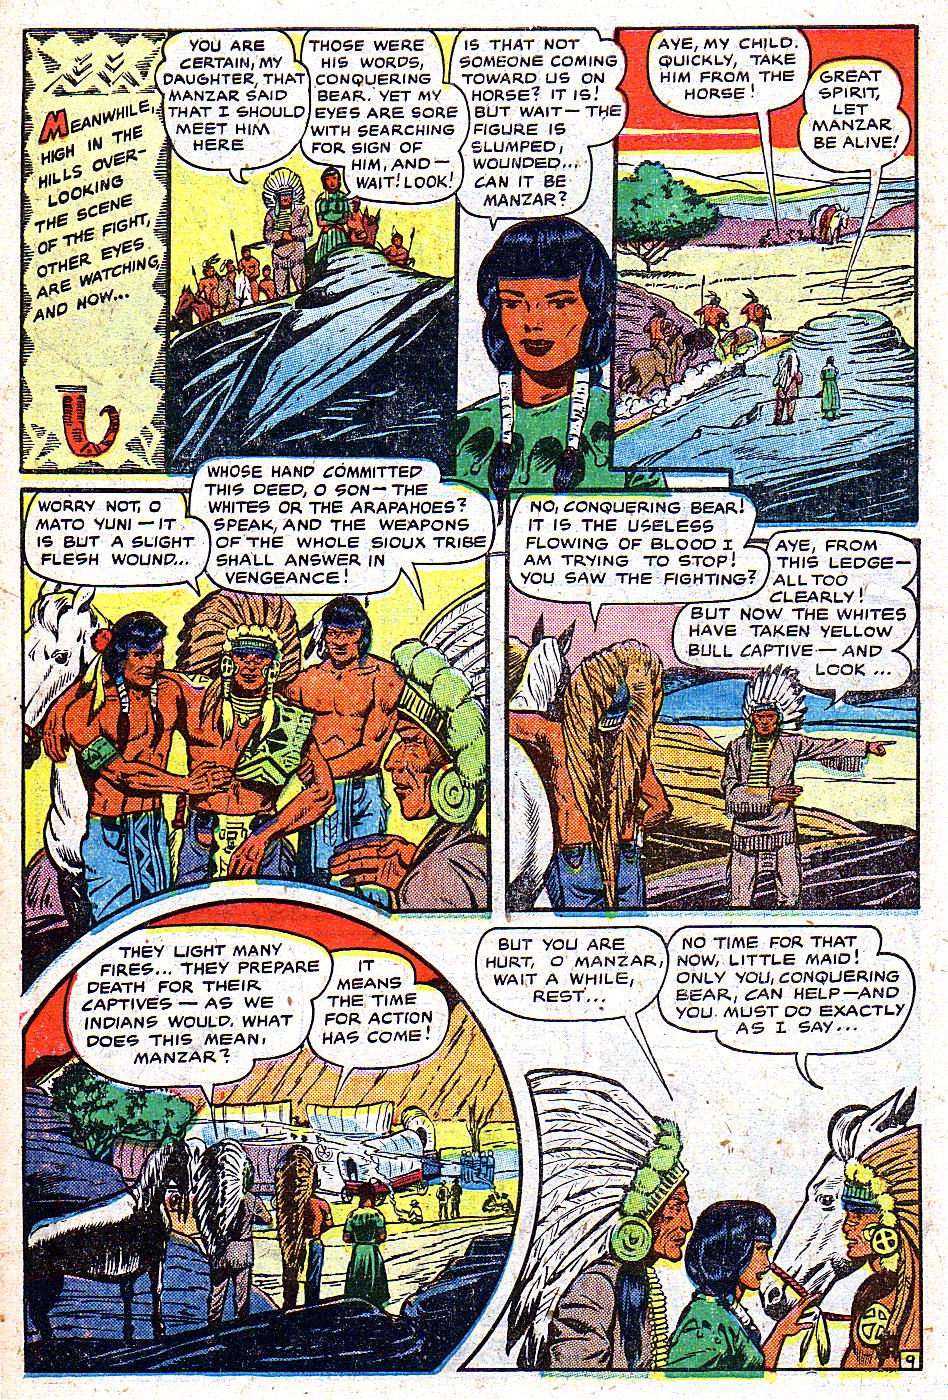 MEANWHILE,
HIGH IN THE
HILLS OVER-
LOOKING
THE SCENE
OF THE FIGHT,
OTHER EYES
ARE WATCHING,
AND NOW...
YOU ARE
CERTAIN, MY
DAUGHTER, THAT
MANZAR SAID
THAT I SHOULD
MEET HIM
HERE
THOSE WERE
HIS WORDS,
CONQUERING
BEAR. YET MY
EYES ARE SORE
WITH SEARCHING
FOR SIGN OF
HIM, AND—
WAIT! LOOK!
IS THAT NOT
SOMEONE COMING
TOWARD US ON
HORSE? IT IS!
BUT WAIT—THE
FIGURE IS
SLUMPED,
WOUNDED...
CAN IT BE
MANZAR?
AYE, MY CHILD.
QUICKLY, TAKE
HIM FROM THE
HORSE!
GREAT
SPIRIT,
LET
MANZAR
BE ALIVE!
WORRY NOT, O
MATO YUNI—IT
IS BUT A SLIGHT
FLESH WOUND...
WHOSE HAND COMMITTED
THIS DEED, O SON—THE
WHITES OR THE ARAPAHOES?
SPEAK, AND THE WEAPONS
OF THE WHOLE SIOUX TRIBE
SHALL ANSWER IN
VENGEANCE!
NO, CONQUERING BEAR!
IT IS THE USELESS
FLOWING OF BLOOD I
AM TRYING TO STOP!
YOU SAW THE FIGHTING?
AYE, FROM
THIS LEDGE—
ALL TOO
CLEARLY!
BUT NOW THE WHITES
HAVE TAKEN YELLOW
BULL CAPTIVE—AND
LOOK...
THEY LIGHT MANY
FIRES... THEY PREPARE
DEATH FOR THEIR
CAPTIVES—AS WE
INDIANS WOULD. WHAT
DOES THIS MEAN,
MANZAR?
IT
MEANS
THE TIME
FOR ACTION
HAS COME!
BUT YOU ARE
HURT, O MANZAR,
WAIT A WHILE,
REST...
NO TIME FOR THAT
NOW, LITTLE MAID!
ONLY YOU, CONQUERING
BEAR, CAN HELP—AND
YOU MUST DO EXACTLY
AS I SAY...
9